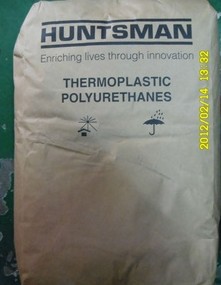 HUNTSMAN
Enriching lives through innovation
THERMOPLASTIC
POLYURETHANES
2012/02/14 13:32